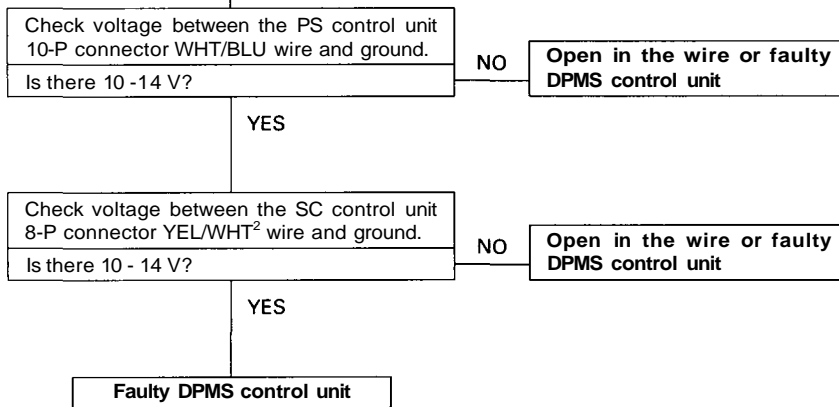 Check voltage between the PS control unit
10-P connector WHT/BLU wire and ground.
Is there 10 -14 V?
NO
Open in the wire or faulty
DPMS control unit
YES
Check voltage between the SC control unit
8-P connector YEL/WHT² wire and ground.
Is there 10 - 14 V?
NO
Open in the wire or faulty
DPMS control unit
YES
Faulty DPMS control unit